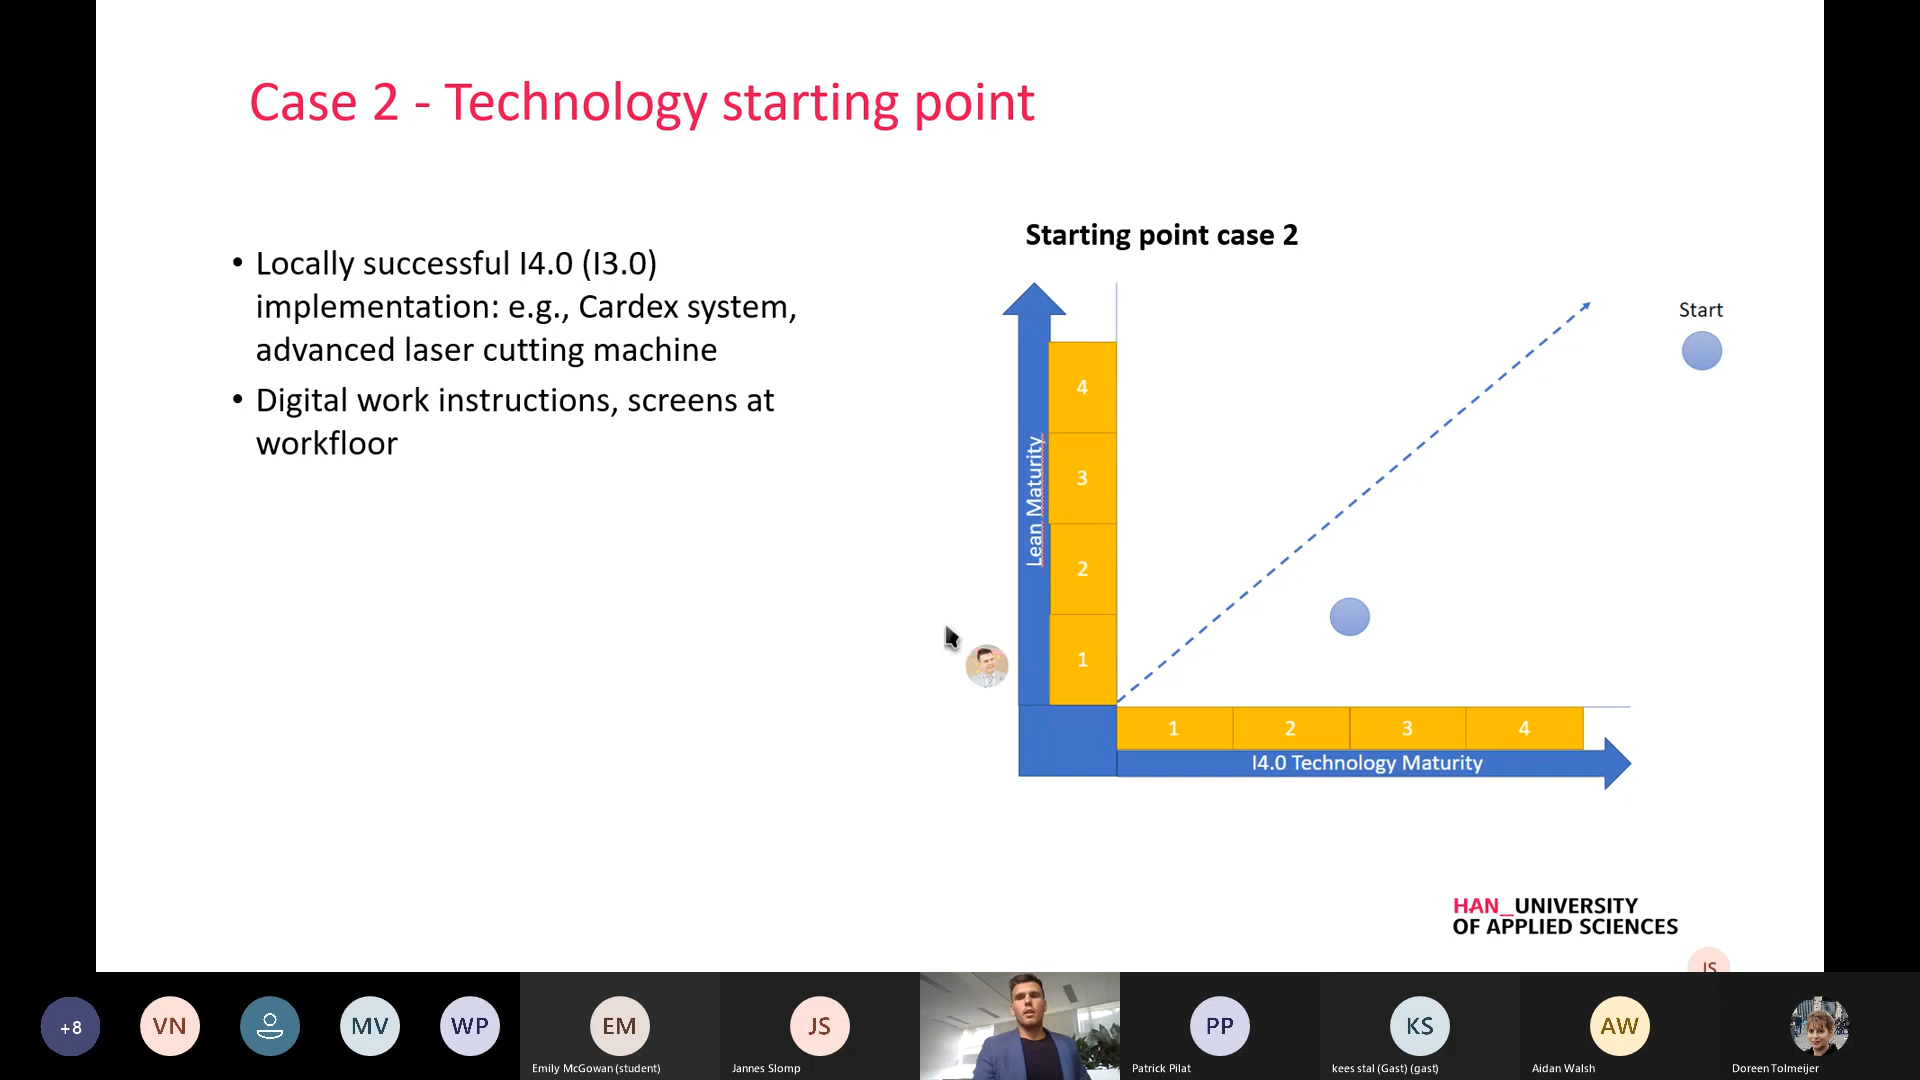 Case 2 - Technology starting point
• Locally successful I4.0 (I3.0)
implementation: e.g., Cardex system,
advanced laser cutting machine
• Digital work instructions, screens at
workfloor
Starting point case 2
Start
4
3
2
1
Lean Maturity
1 2 3 4
I4.0 Technology Maturity
HAN_UNIVERSITY
OF APPLIED SCIENCES
JS
+8 VN MV WP EM JS PP KS AW
Emily McGowan (student) Jannes Slomp Patrick Pilat kees stal (Gast) (gast) Aidan Walsh Doreen Tolmeijer